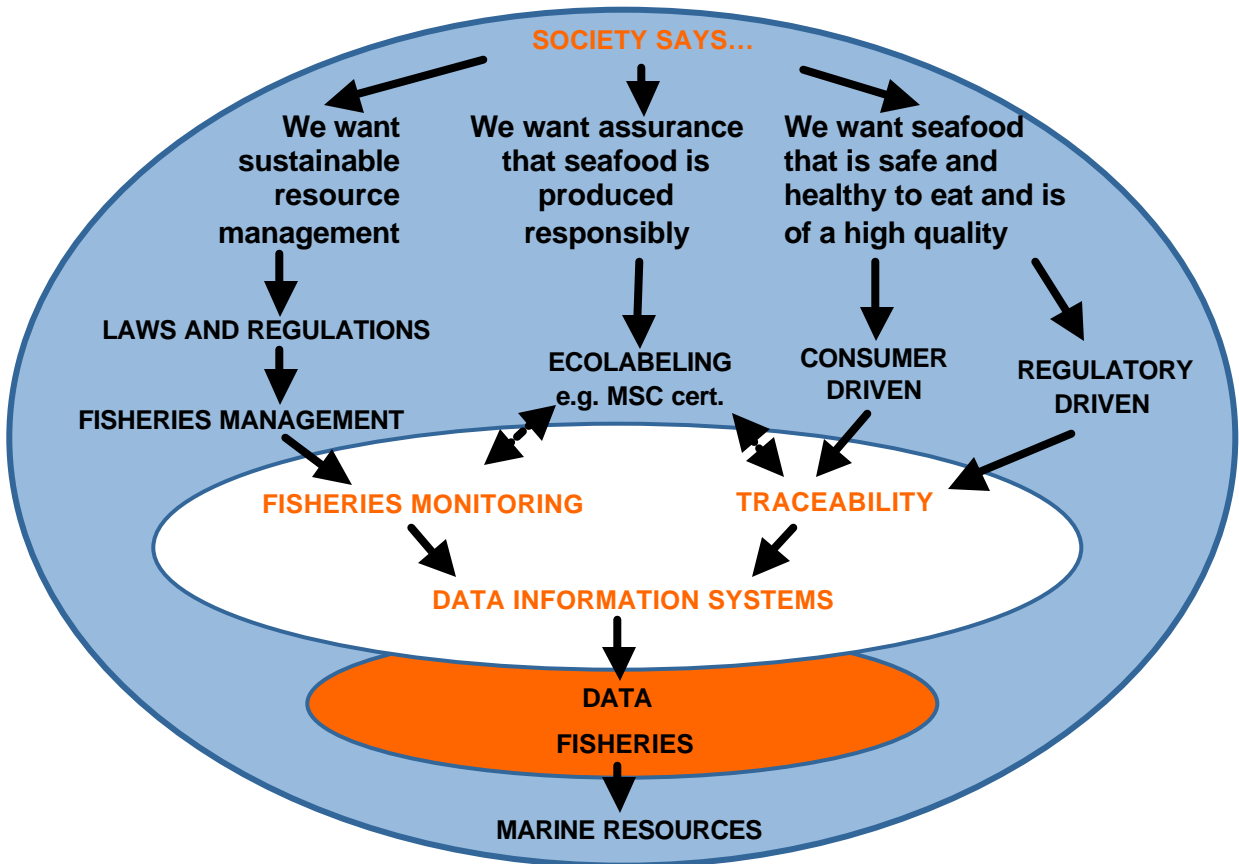 SOCIETY SAYS…
We want
sustainable
resource
management
We want assurance
that seafood is
produced
responsibly
We want seafood
that is safe and
healthy to eat and is
of a high quality
LAWS AND REGULATIONS
FISHERIES MANAGEMENT
ECOLABELING
e.g. MSC cert.
CONSUMER
DRIVEN
REGULATORY
DRIVEN
FISHERIES MONITORING
TRACEABILITY
DATA INFORMATION SYSTEMS
DATA
FISHERIES
MARINE RESOURCES